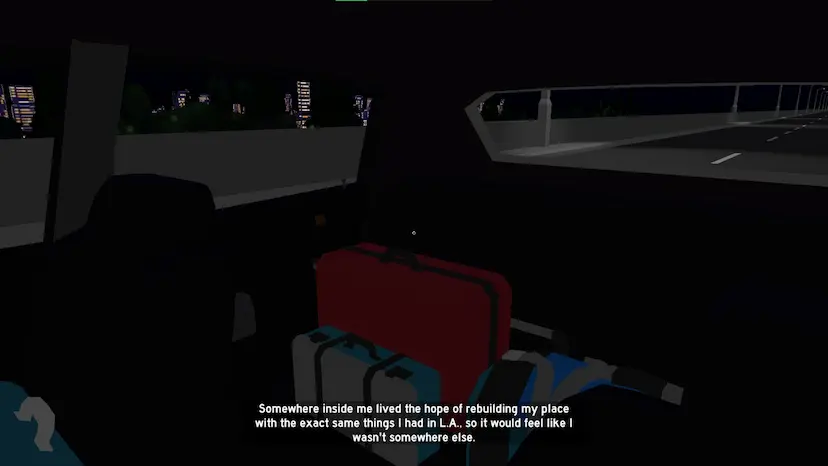 Somewhere inside me lived the hope of rebuilding my place
with the exact same things I had in L.A., so it would feel like I
wasn't somewhere else.